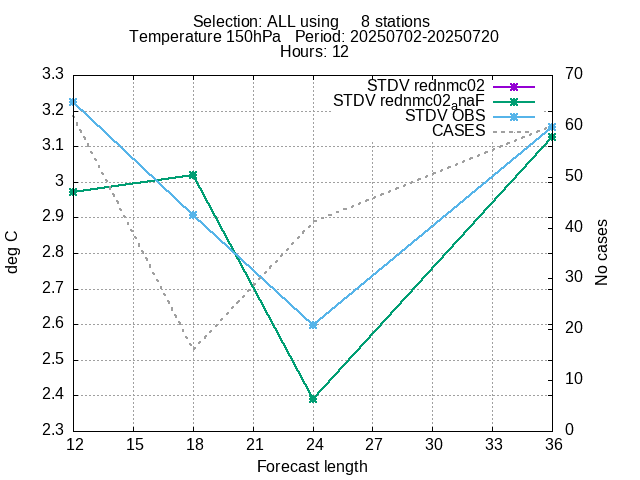 Selection: ALL using     8 stations
Temperature 150hPa   Period: 20250702-20250720
Hours: 12
STDV rednmc02
STDV rednmc02anaF
STDV OBS
CASES
3.3
3.2
3.1
3
2.9
2.8
2.7
2.6
2.5
2.4
2.3
deg C
70
60
50
40
30
20
10
0
No cases
12 15 18 21 24 27 30 33 36
Forecast length